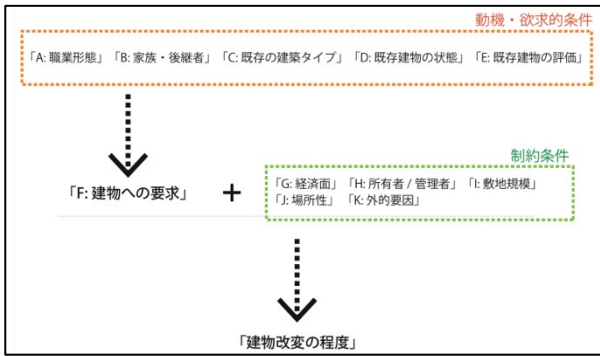 動機・欲求的条件
「A: 職業形態」「B: 家族・後継者」「C: 既存の建築タイプ」「D: 既存建物の状態」「E: 既存建物の評価」
制約条件
「F: 建物への要求」 + 「G: 経済面」「H: 所有者 / 管理者」「I: 敷地規模」
「J: 場所性」「K: 外的要因」
「建物改変の程度」